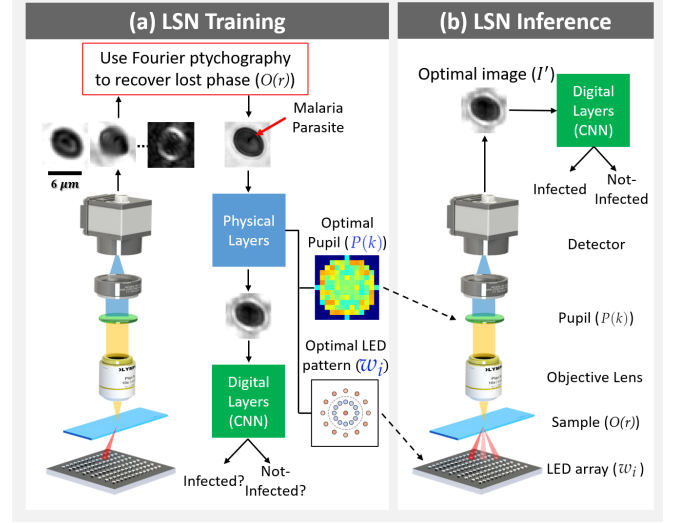 (a) LSN Training
(b) LSN Inference
Use Fourier ptychography
to recover lost phase (O(r))
Malaria
Parasite
6 μm
Physical
Layers
Optimal
Pupil (P(k))
Optimal LED
pattern (w_i)
Digital
Layers
(CNN)
Infected?
Not-
Infected?
Optimal image (I′)
Digital
Layers
(CNN)
Infected
Not-
Infected
Detector
Pupil (P(k))
Objective Lens
Sample (O(r))
LED array (w_i)